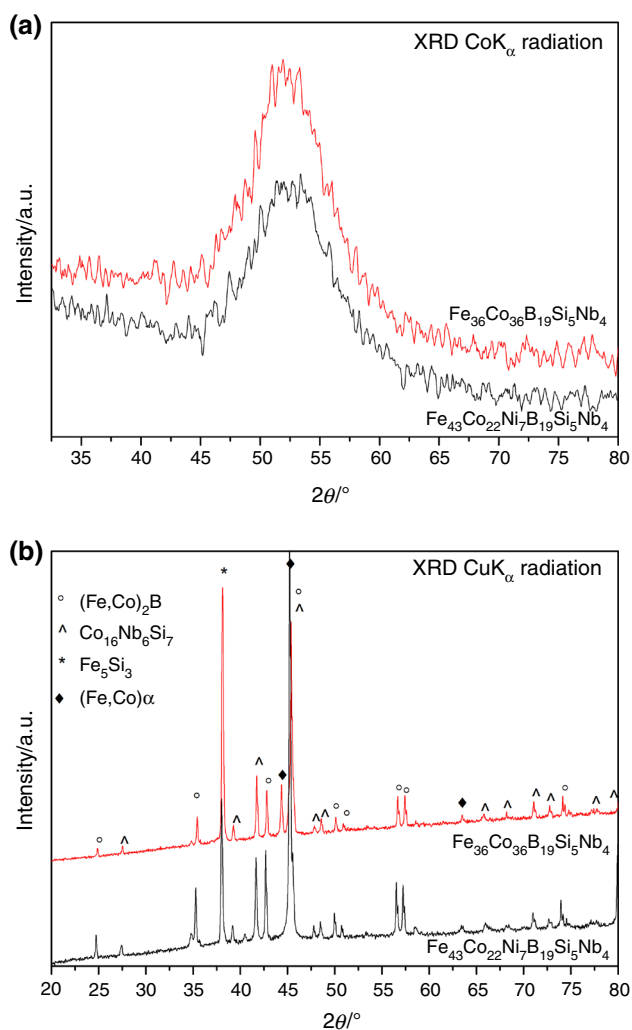 (a)
XRD CoKα radiation
Intensity/a.u.
Fe36Co36B19Si5Nb4
Fe43Co22Ni7B19Si5Nb4
35 40 45 50 55 60 65 70 75 80
2θ/°
(b)
XRD CuKα radiation
○ (Fe,Co)2B
^ Co16Nb6Si7
* Fe5Si3
♦ (Fe,Co)α
Intensity/a.u.
Fe36Co36B19Si5Nb4
Fe43Co22Ni7B19Si5Nb4
20 25 30 35 40 45 50 55 60 65 70 75 80
2θ/°